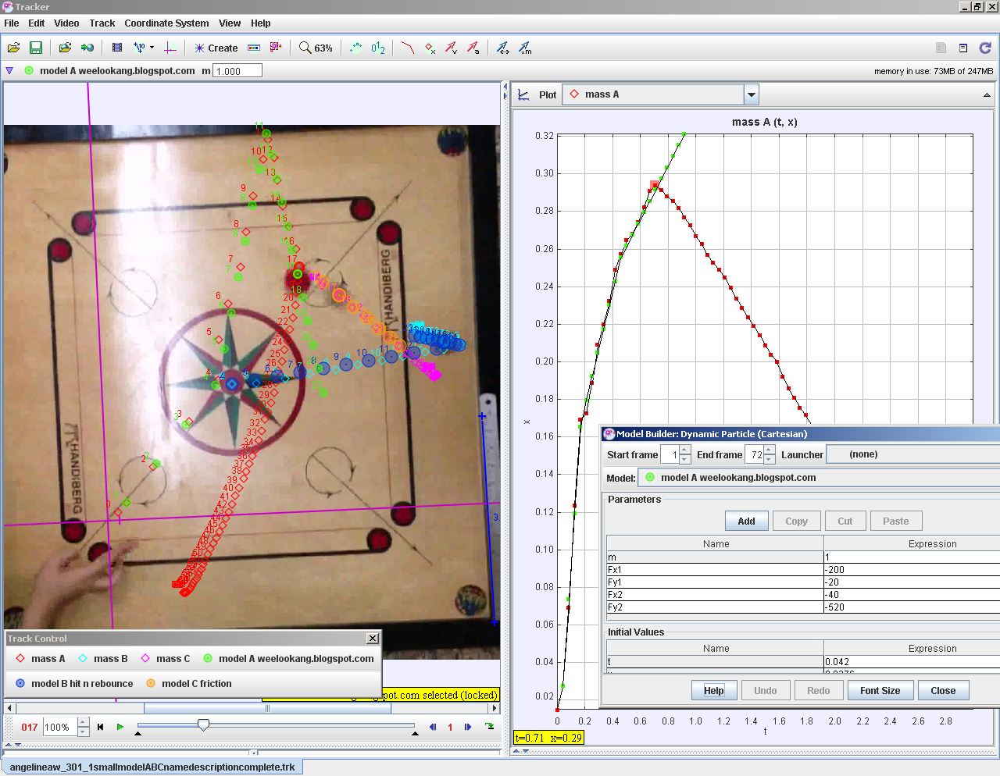 Tracker
File Edit Video Track Coordinate System View Help
Create 63%
model A weelookang.blogspot.com m 1.000
memory in use: 73MB of 247MB
Plot mass A
mass A (t, x)
0.32
0.30
0.28
0.26
0.24
0.22
0.20
0.18
x
0.16
0.14
0.12
0.10
0.08
0.06
0.04
0.02
0 0.2 0.4 0.6 0.8 1.0 1.2 1.4 1.6 1.8 2.0 2.2 2.4 2.6 2.8
t
t=0.71 x=0.29
HANDIBERG
HANDIBERG
Model Builder: Dynamic Particle (Cartesian)
Start frame 1 End frame 72 Launcher (none)
Model: model A weelookang.blogspot.com
Parameters
Add Copy Cut Paste
Name Expression
m 1
Fx1 -200
Fy1 -20
Fx2 -40
Fy2 -520
Initial Values
Name Expression
t 0.042
Help Undo Redo Font Size Close
Track Control
mass A mass B mass C model A weelookang.blogspot.com
model B hit n rebounce model C friction
pot.com selected (locked)
017 100% 1
angelineaw_301_1smallmodelABCnamedescriptioncomplete.trk